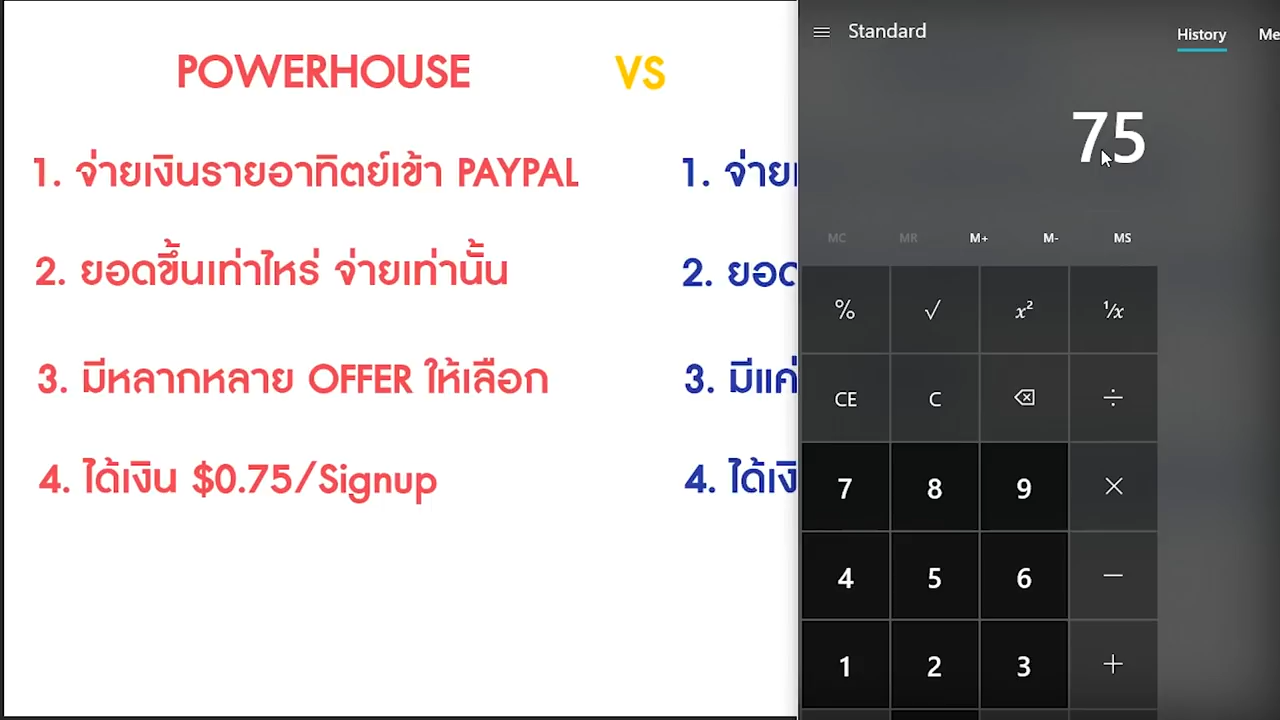 POWERHOUSE VS
1. จ่ายเงินรายอาทิตย์เข้า PAYPAL
2. ยอดขึ้นเท่าไหร่ จ่ายเท่านั้น
3. มีหลากหลาย OFFER ให้เลือก
4. ได้เงิน $0.75/Signup
1. จ่าย
2. ยอด
3. มีแค่
4. ได้เงิ
Standard
History Me
75
MC MR M+ M- MS
% √ x² ¹/x
CE C ÷
7 8 9 ×
4 5 6 −
1 2 3 +